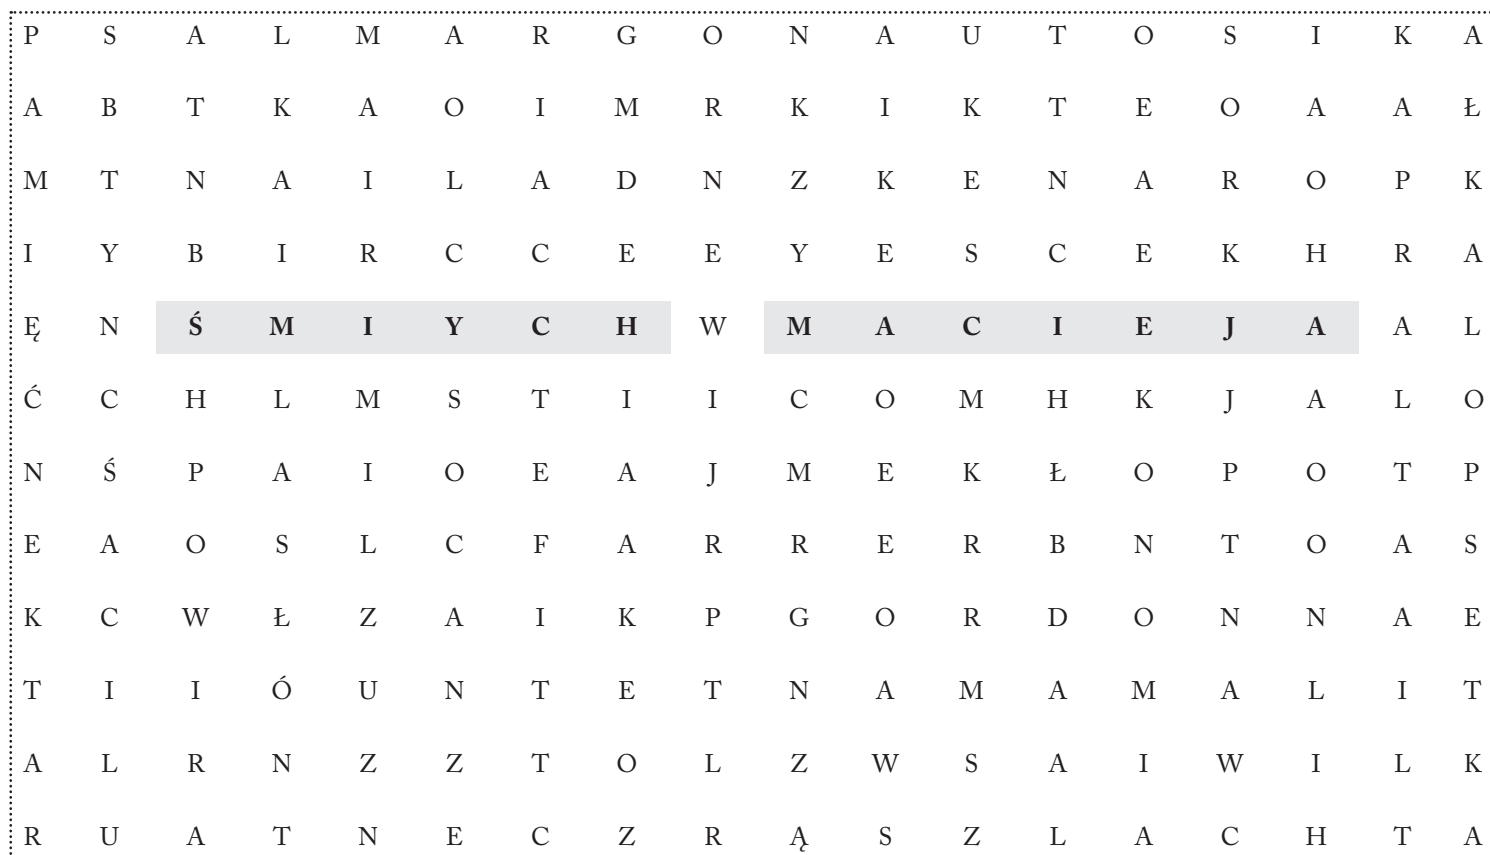 P S A L M A R G O N A U T O S I K A
A B T K A O I M R K I K T E O A A Ł
M T N A I L A D N Z K E N A R O P K
I Y B I R C C E E Y E S C E K H R A
Ę N Ś M I Y C H W M A C I E J A A L
Ć C H L M S T I I C O M H K J A L O
N Ś P A I O E A J M E K Ł O P O T P
E A O S L C F A R R E R B N T O A S
K C W Ł Z A I K P G O R D O N N A E
T I I Ó U N T E T N A M A M A L I T
A L R N Z Z T O L Z W S A I W I L K
R U A T N E C Z R Ą S Z L A C H T A